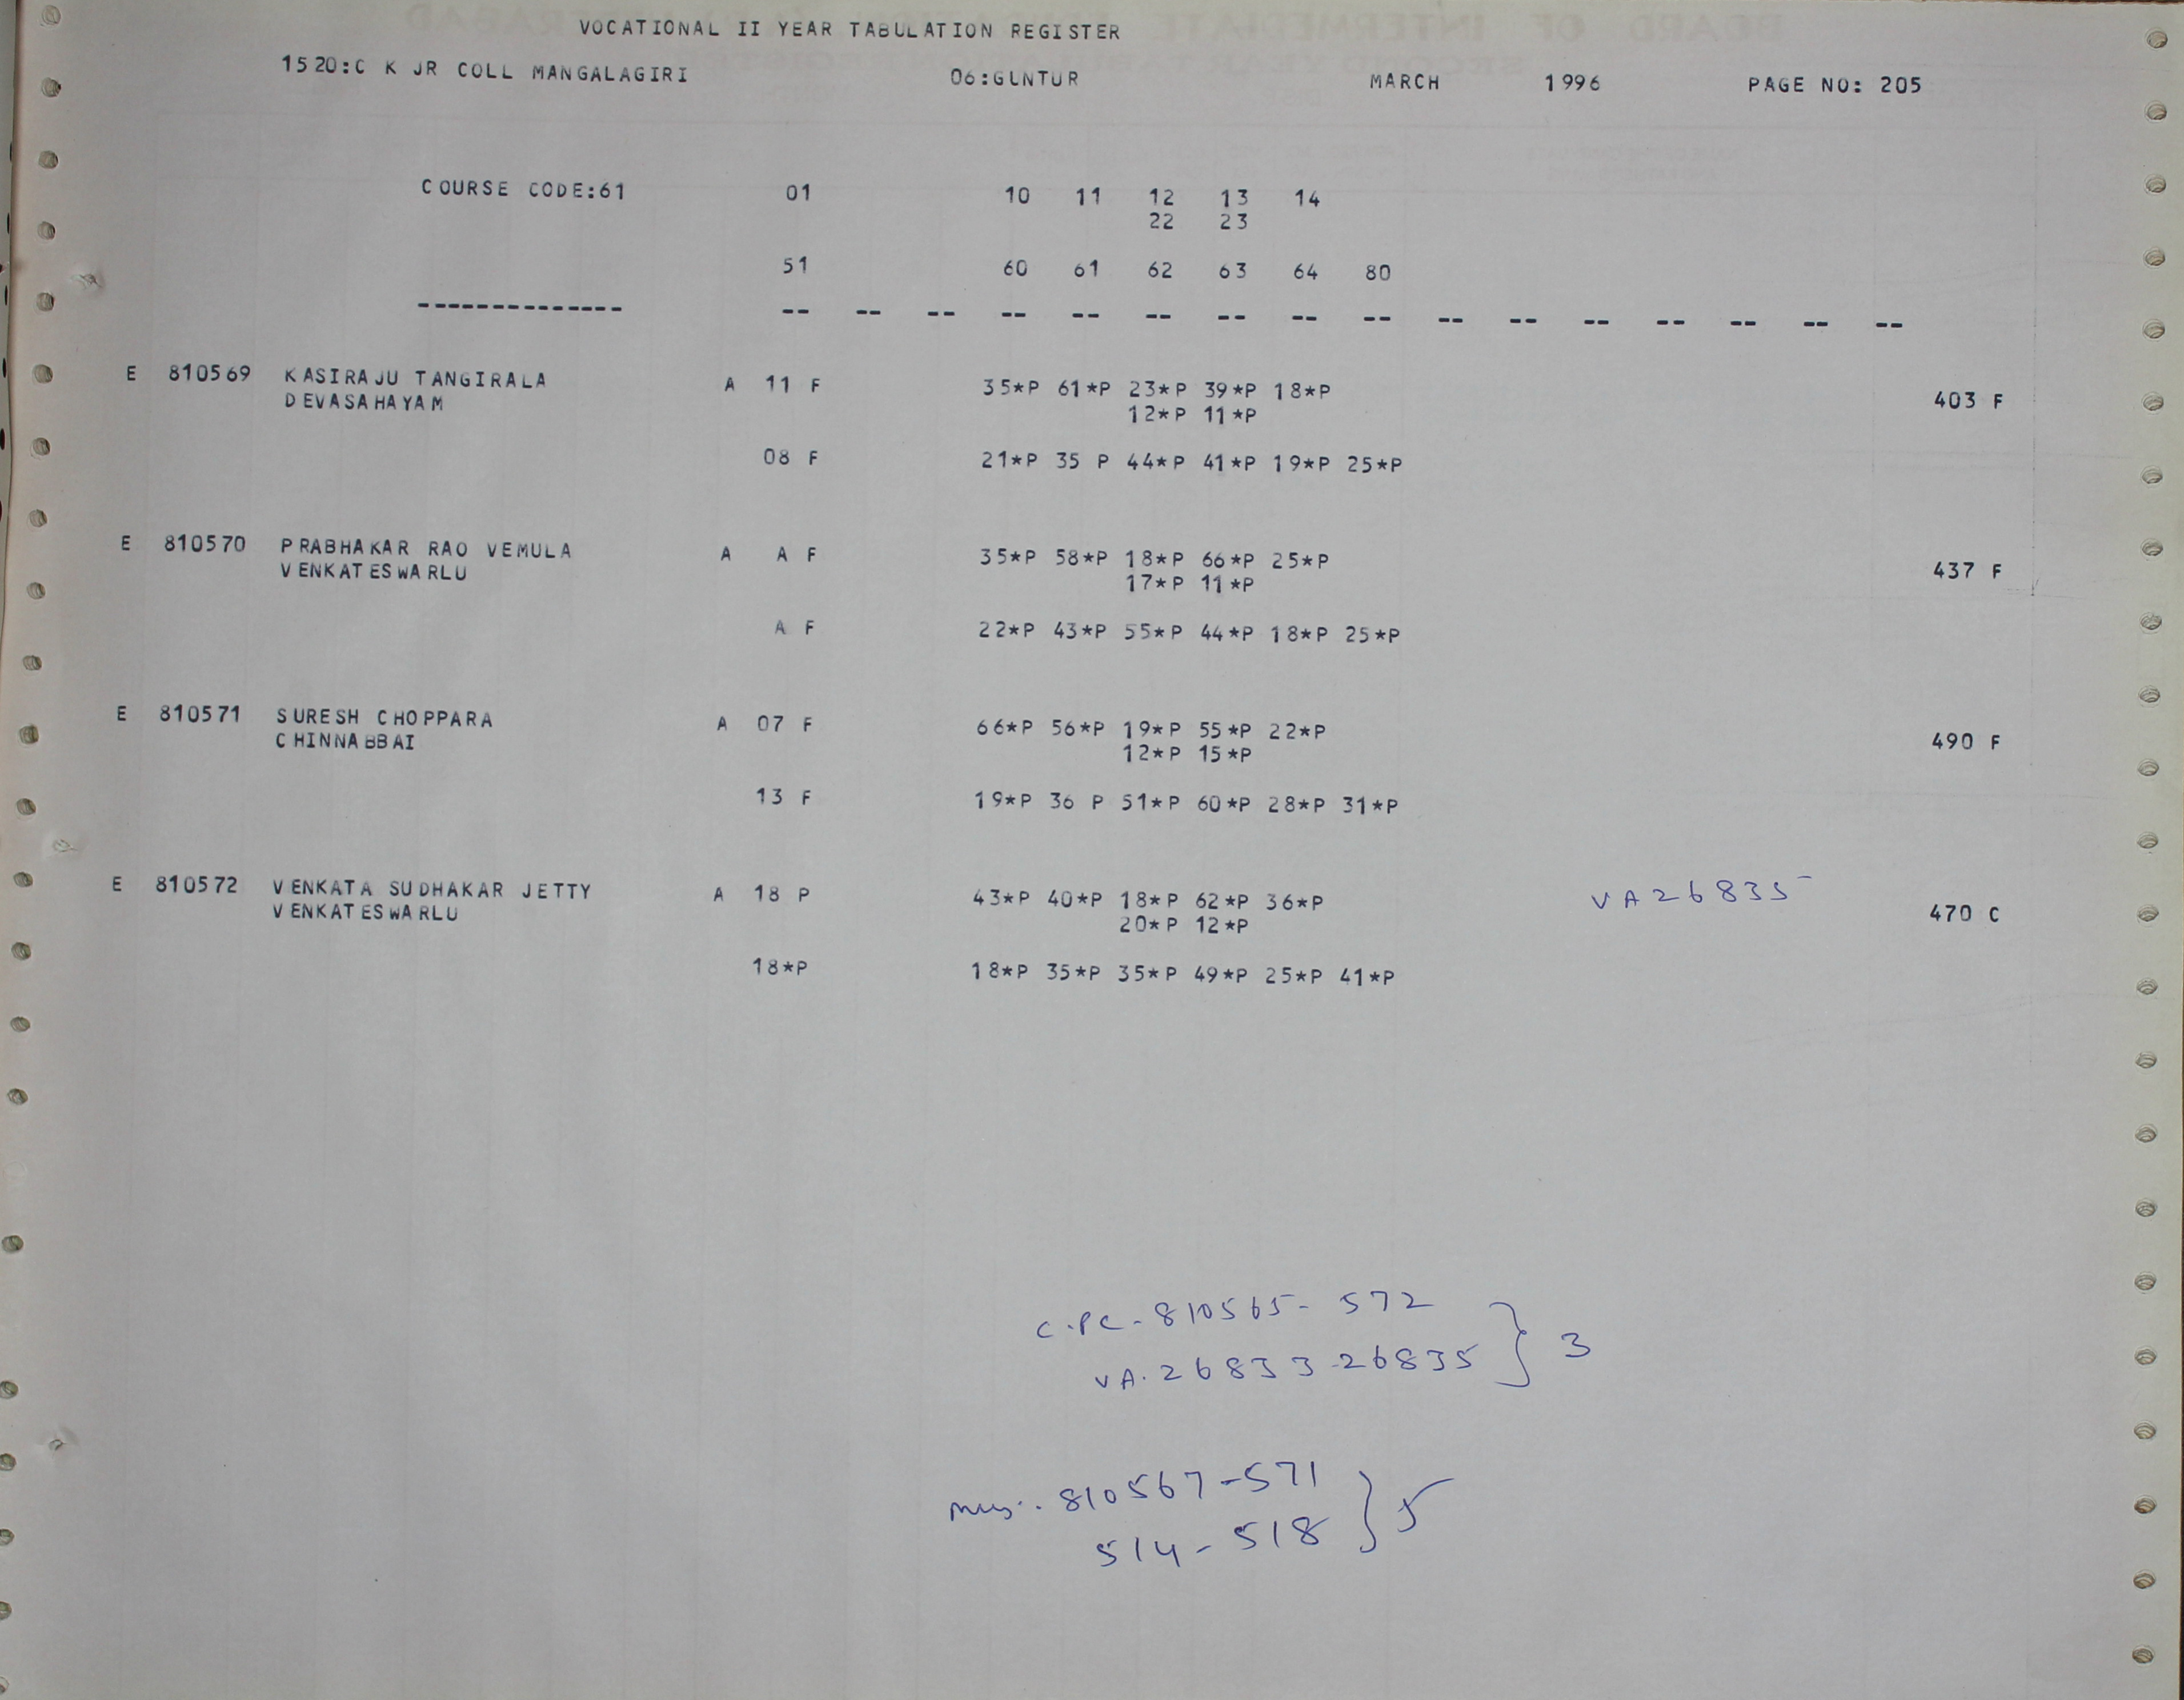 VOCATIONAL II YEAR TABULATION REGISTER
1520:C K JR COLL MANGALAGIRI 06:GUNTUR MARCH 1996 PAGE NO: 205
COURSE CODE:61 01 10 11 12 13 14
22 23
51 60 61 62 63 64 80
-------------- -- -- -- -- -- -- -- -- -- -- -- -- -- -- -- --
E 810569 KASIRAJU TANGIRALA A 11 F 35*P 61*P 23*P 39*P 18*P
DEVASAHAYAM 12*P 11*P 403 F
08 F 21*P 35 P 44*P 41*P 19*P 25*P
E 810570 PRABHAKAR RAO VEMULA A A F 35*P 58*P 18*P 66*P 25*P
VENKATESWARLU 17*P 11*P 437 F
A F 22*P 43*P 55*P 44*P 18*P 25*P
E 810571 SURESH CHOPPARA A 07 F 66*P 56*P 19*P 55*P 22*P
CHINNABBAI 12*P 15*P 490 F
13 F 19*P 36 P 51*P 60*P 28*P 31*P
E 810572 VENKATA SUDHAKAR JETTY A 18 P 43*P 40*P 18*P 62*P 36*P VA26835
VENKATESWARLU 20*P 12*P 470 C
18*P 18*P 35*P 35*P 49*P 25*P 41*P
C.PC - 810565 - 572
VA. 26833-26835 } 3
810567-571
514-518 } 5